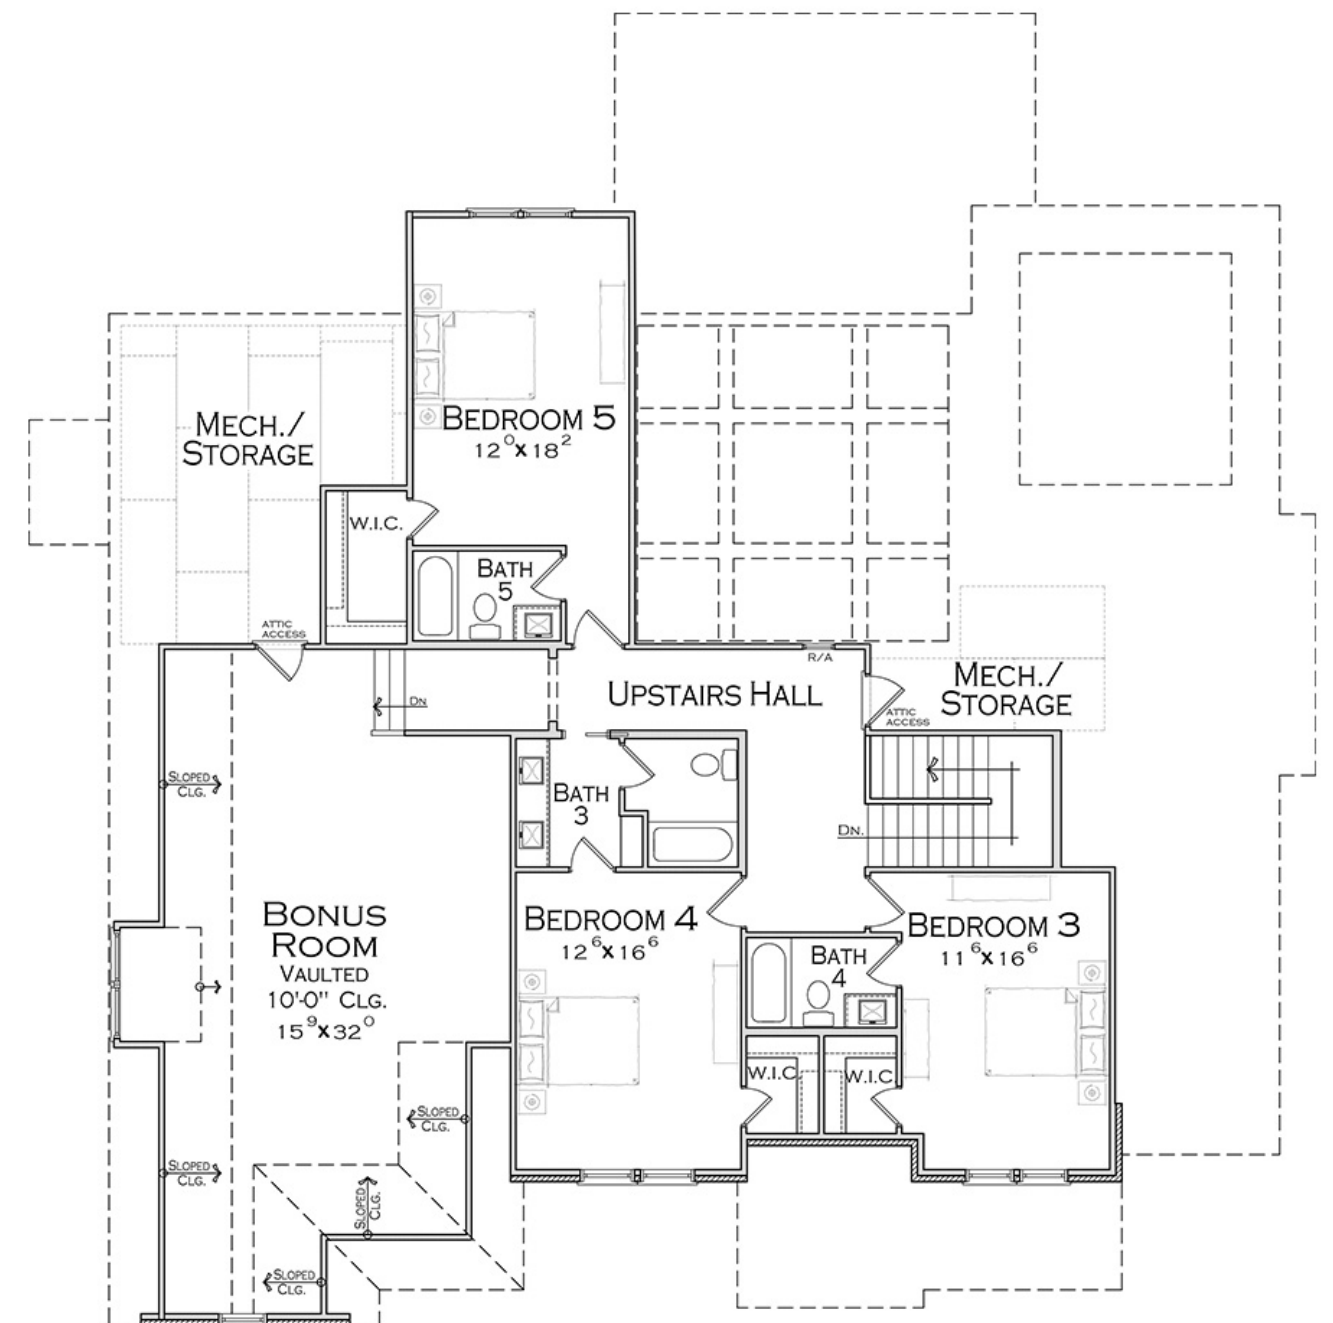 MECH./
STORAGE
BEDROOM 5
12⁰x18²
W.I.C.
BATH
5
ATTIC
ACCESS
DN
UPSTAIRS HALL
R/A
MECH./
STORAGE
ATTIC
ACCESS
SLOPED
CLG.
BATH
3
DN.
BONUS
ROOM
VAULTED
10'-0" CLG.
15⁹x32⁰
BEDROOM 4
12⁶x16⁶
BATH
4
BEDROOM 3
11⁶x16⁶
W.I.C.
W.I.C.
SLOPED
CLG.
SLOPED
CLG.
SLOPED
CLG.
SLOPED
CLG.